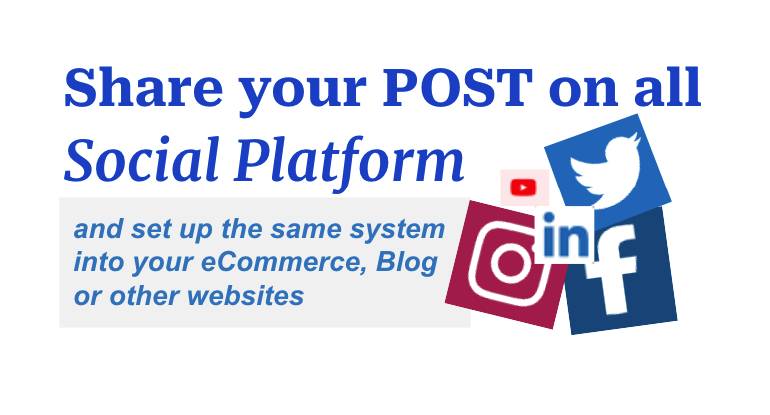 Share your POST on all
Social Platform
and set up the same system
into your eCommerce, Blog
or other websites
in